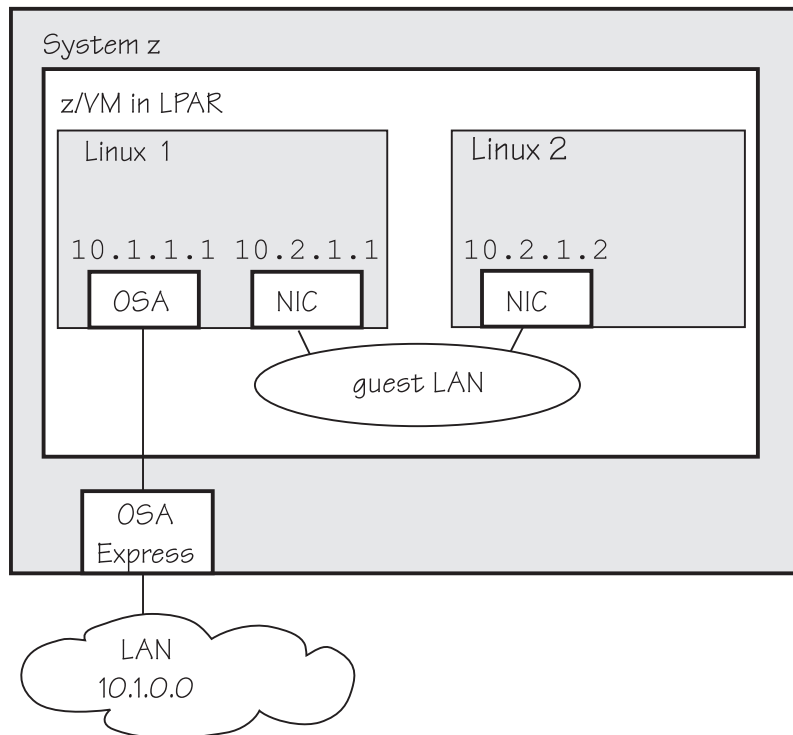 System z
z/VM in LPAR
Linux 1
Linux 2
10.1.1.1 10.2.1.1
10.2.1.2
OSA
NIC
NIC
guest LAN
OSA
Express
LAN
10.1.0.0